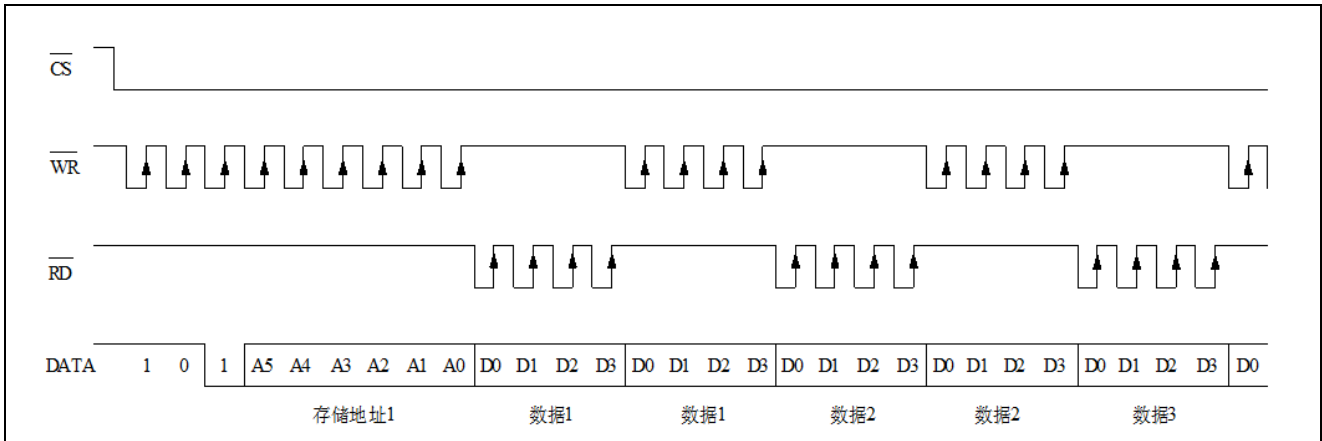 CS
WR
RD
DATA 1 0 1 A5 A4 A3 A2 A1 A0 D0 D1 D2 D3 D0 D1 D2 D3 D0 D1 D2 D3 D0 D1 D2 D3 D0 D1 D2 D3 D0
存储地址1 数据1 数据1 数据2 数据2 数据3